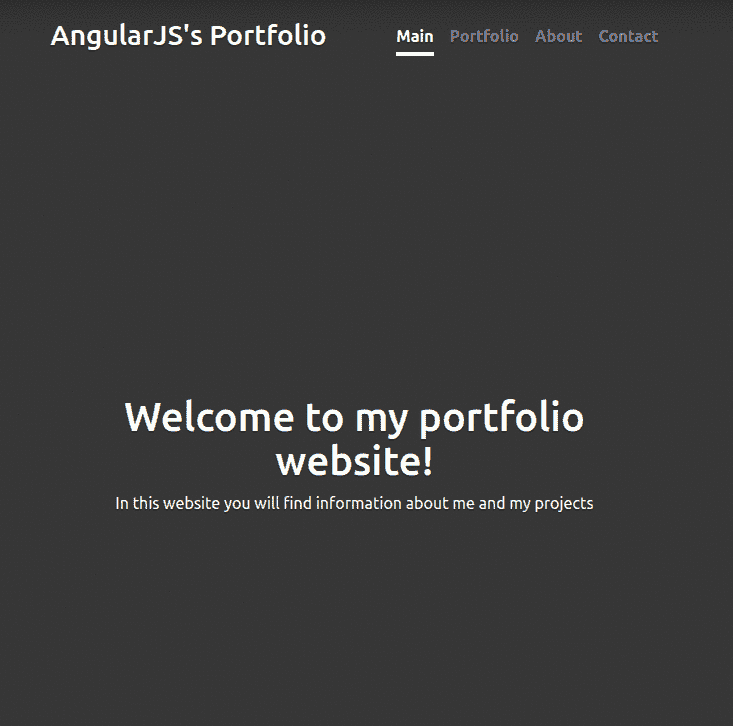 AngularJS's Portfolio
Main Portfolio About Contact
Welcome to my portfolio
website!
In this website you will find information about me and my projects